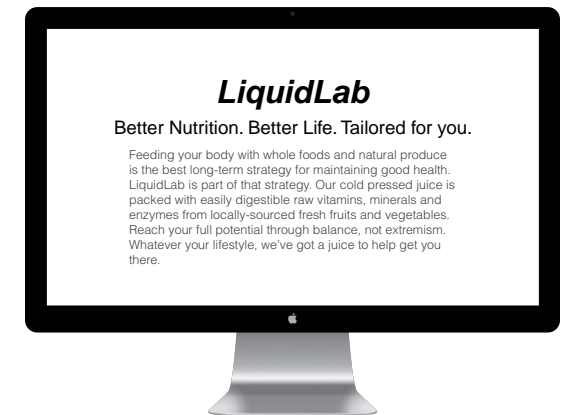 LiquidLab
Better Nutrition. Better Life. Tailored for you.
Feeding your body with whole foods and natural produce
is the best long-term strategy for maintaining good health.
LiquidLab is part of that strategy. Our cold pressed juice is
packed with easily digestible raw vitamins, minerals and
enzymes from locally-sourced fresh fruits and vegetables.
Reach your full potential through balance, not extremism.
Whatever your lifestyle, we’ve got a juice to help get you
there.